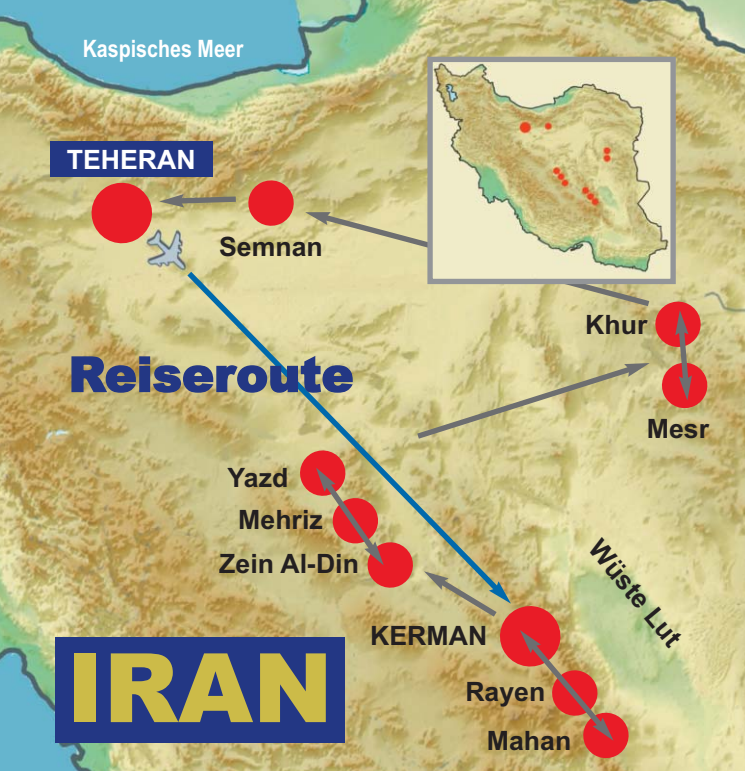 Kaspisches Meer
TEHERAN
Semnan
Khur
Reiseroute
Mesr
Yazd
Mehriz
Zein Al-Din
Wüste Lut
KERMAN
IRAN
Rayen
Mahan